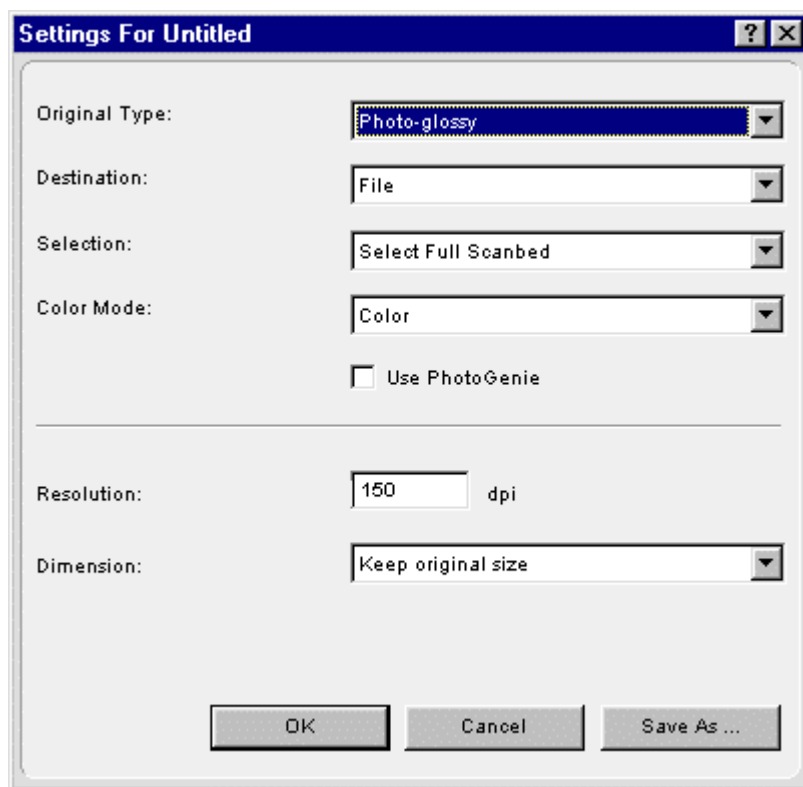 Settings For Untitled
Original Type: Photo-glossy
Destination: File
Selection: Select Full Scanbed
Color Mode: Color
Use PhotoGenie
Resolution: 150 dpi
Dimension: Keep original size
OK Cancel Save As ...